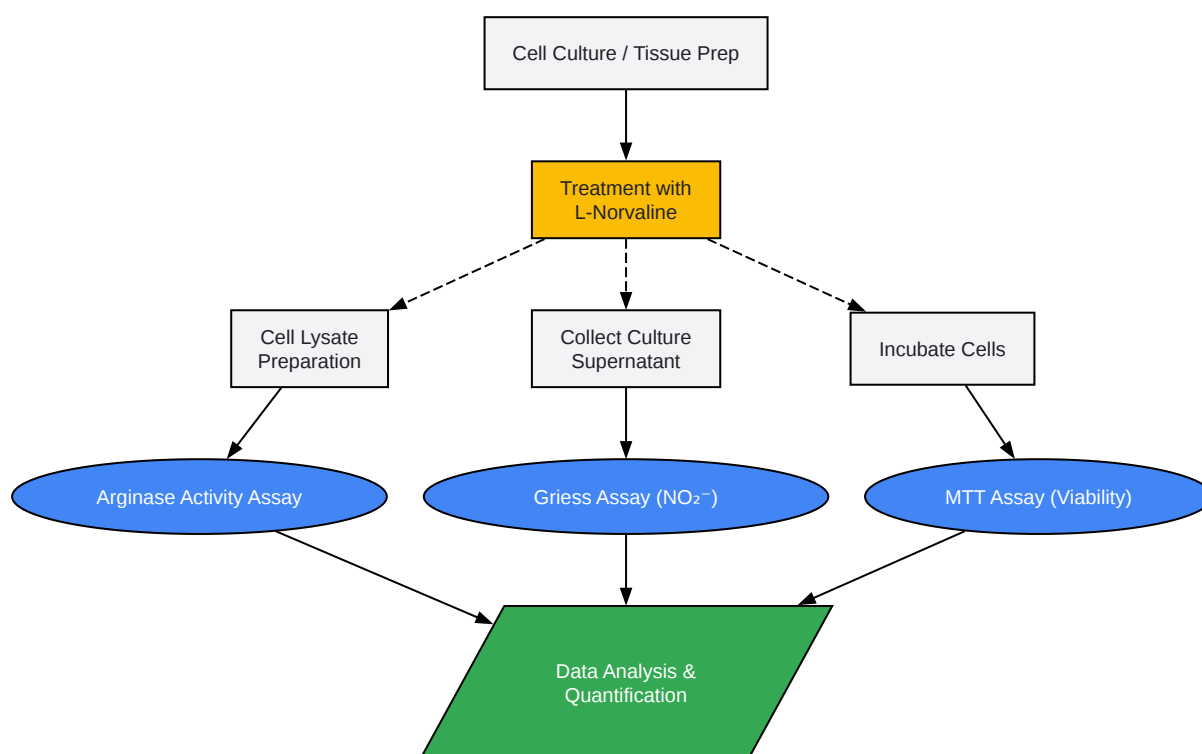 Cell Culture / Tissue Prep
Treatment with
L-Norvaline
Cell Lysate
Preparation
Collect Culture
Supernatant
Incubate Cells
Arginase Activity Assay
Griess Assay (NO₂⁻)
MTT Assay (Viability)
Data Analysis &
Quantification